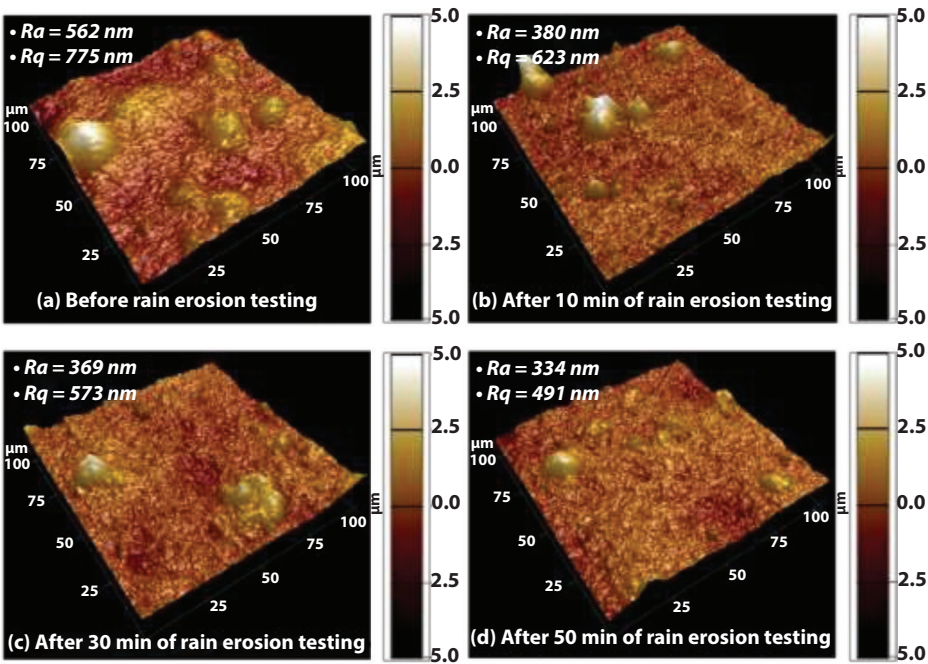 • Ra = 562 nm
• Rq = 775 nm
μm
100
75
50
25
25
50
75
100
(a) Before rain erosion testing
5.0
2.5
0.0
2.5
5.0
μm
• Ra = 380 nm
• Rq = 623 nm
μm
100
75
50
25
25
50
75
100
(b) After 10 min of rain erosion testing
5.0
2.5
0.0
2.5
5.0
μm
• Ra = 369 nm
• Rq = 573 nm
μm
100
75
50
25
25
50
75
100
(c) After 30 min of rain erosion testing
5.0
2.5
0.0
2.5
5.0
μm
• Ra = 334 nm
• Rq = 491 nm
μm
100
75
50
25
25
50
75
100
(d) After 50 min of rain erosion testing
5.0
2.5
0.0
2.5
5.0
μm